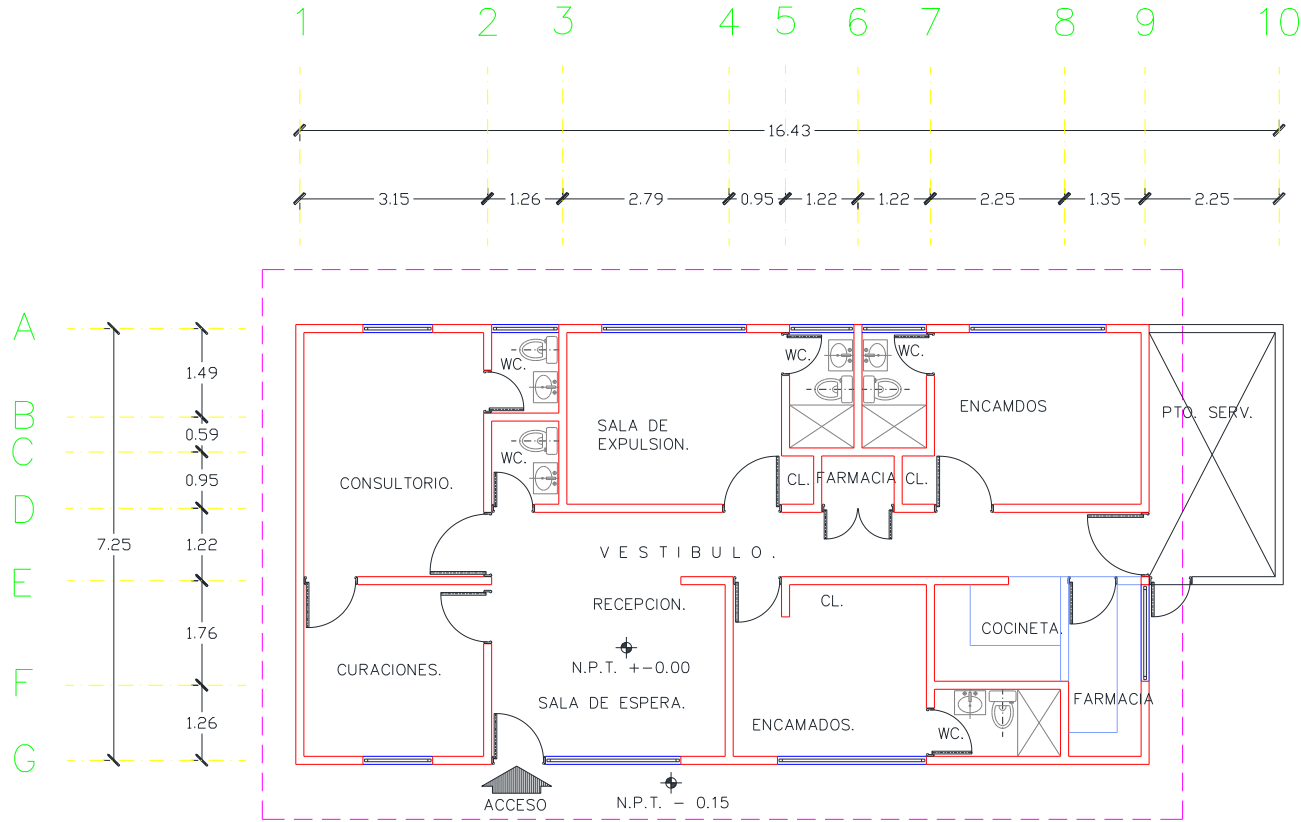 1 2 3 4 5 6 7 8 9 10
16.43
3.15 1.26 2.79 0.95 1.22 1.22 2.25 1.35 2.25
A
B
C
D
E
F
G
7.25
1.49
0.59
0.95
1.22
1.76
1.26
WC.
WC.
WC.
WC.
ENCAMDOS
PTO. SERV.
SALA DE
EXPULSION.
CONSULTORIO.
CL.
FARMACIA
CL.
VESTIBULO.
RECEPCION.
CL.
COCINETA.
N.P.T. +-0.00
CURACIONES.
SALA DE ESPERA.
FARMACIA
ENCAMADOS.
WC.
ACCESO
N.P.T. - 0.15